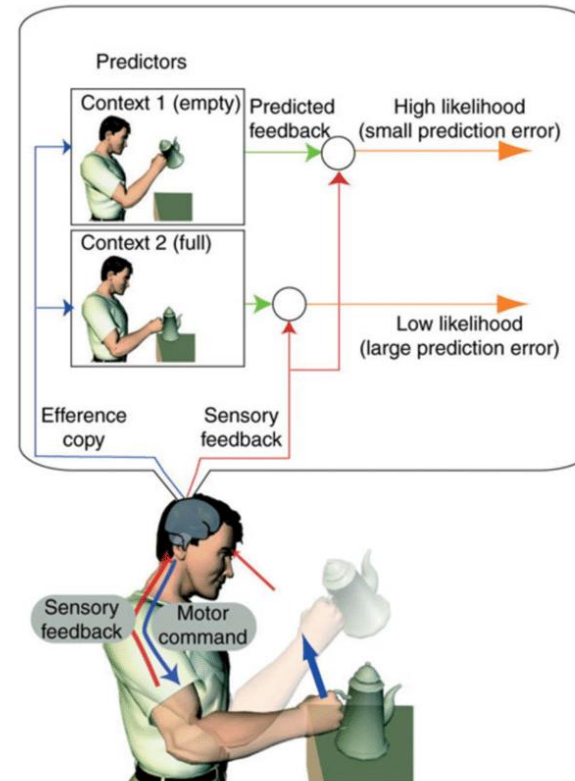 Predictors
Context 1 (empty)
Predicted
feedback
High likelihood
(small prediction error)
Context 2 (full)
Low likelihood
(large prediction error)
Efference
copy
Sensory
feedback
Sensory
feedback
Motor
command